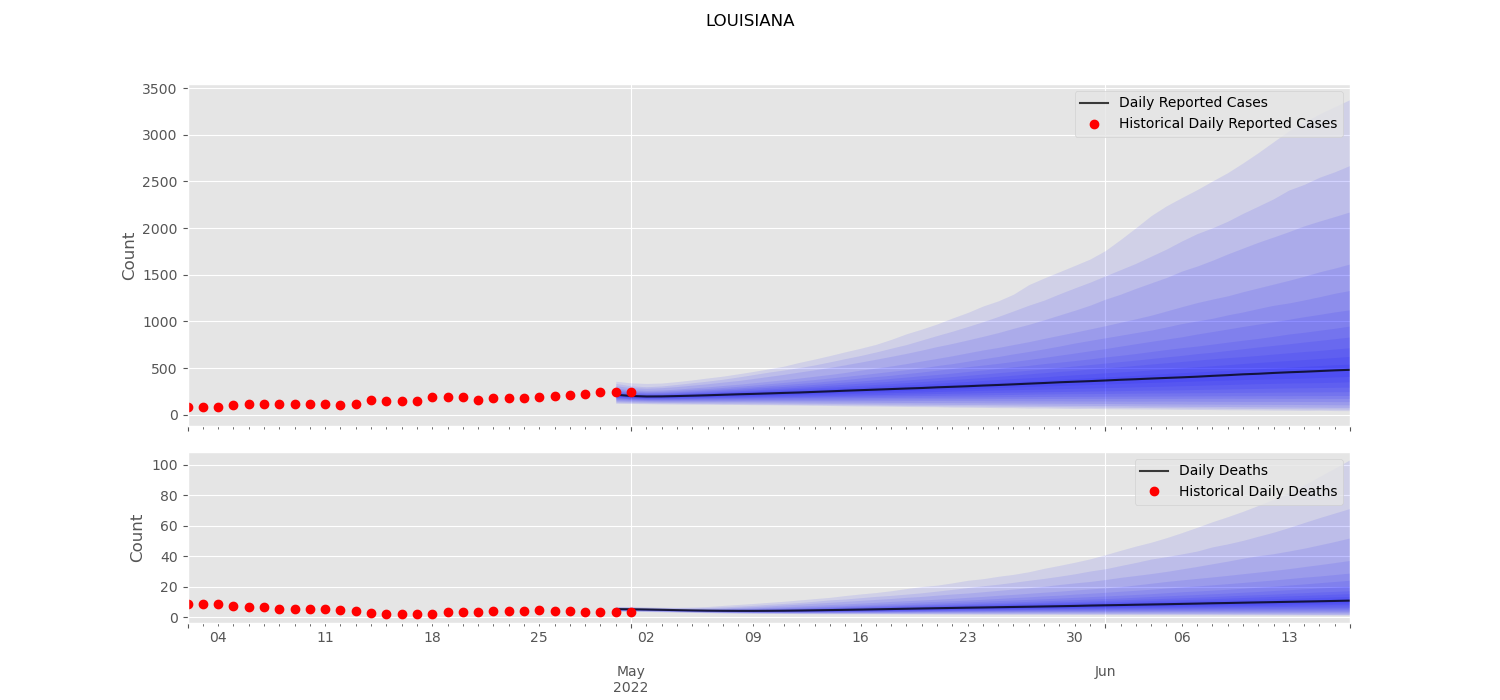 LOUISIANA
3500
3000
2500
2000
1500
1000
500
0
Count
Daily Reported Cases
Historical Daily Reported Cases
100
80
60
40
20
0
Count
Daily Deaths
Historical Daily Deaths
04 11 18 25 02 09 16 23 30 06 13
May Jun
2022